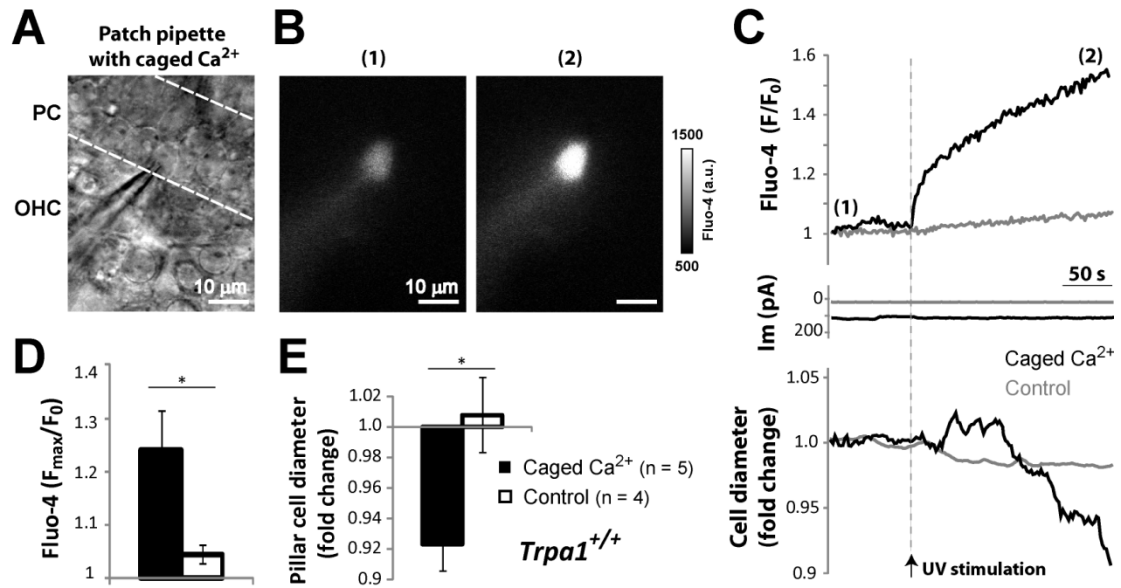 A
Patch pipette
with caged Ca2+
PC
OHC
10 μm
B
(1)
(2)
10 μm
1500
500
Fluo-4 (a.u.)
C
Fluo-4 (F/F0)
1.6
1.4
1.2
1
(1)
(2)
50 s
Im (pA)
0
200
Caged Ca2+
Control
Cell diameter
(fold change)
1.05
1.0
0.95
0.9
UV stimulation
D
Fluo-4 (Fmax/F0)
1.4
1.3
1.2
1.1
1
*
E
Pillar cell diameter
(fold change)
1.02
1.00
0.98
0.96
0.94
0.92
0.9
*
Caged Ca2+ (n = 5)
Control (n = 4)
Trpa1+/+